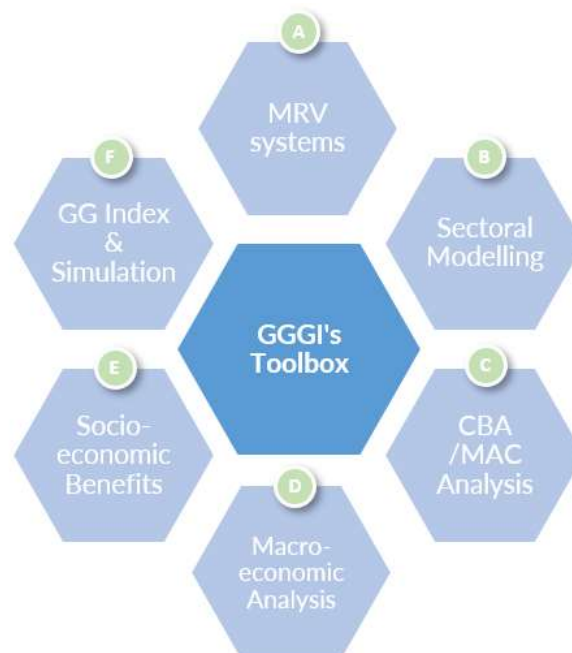 A
MRV
systems
B
Sectoral
Modelling
C
CBA
/MAC
Analysis
D
Macro-
economic
Analysis
E
Socio-
economic
Benefits
F
GG Index
&
Simulation
GGGI's
Toolbox